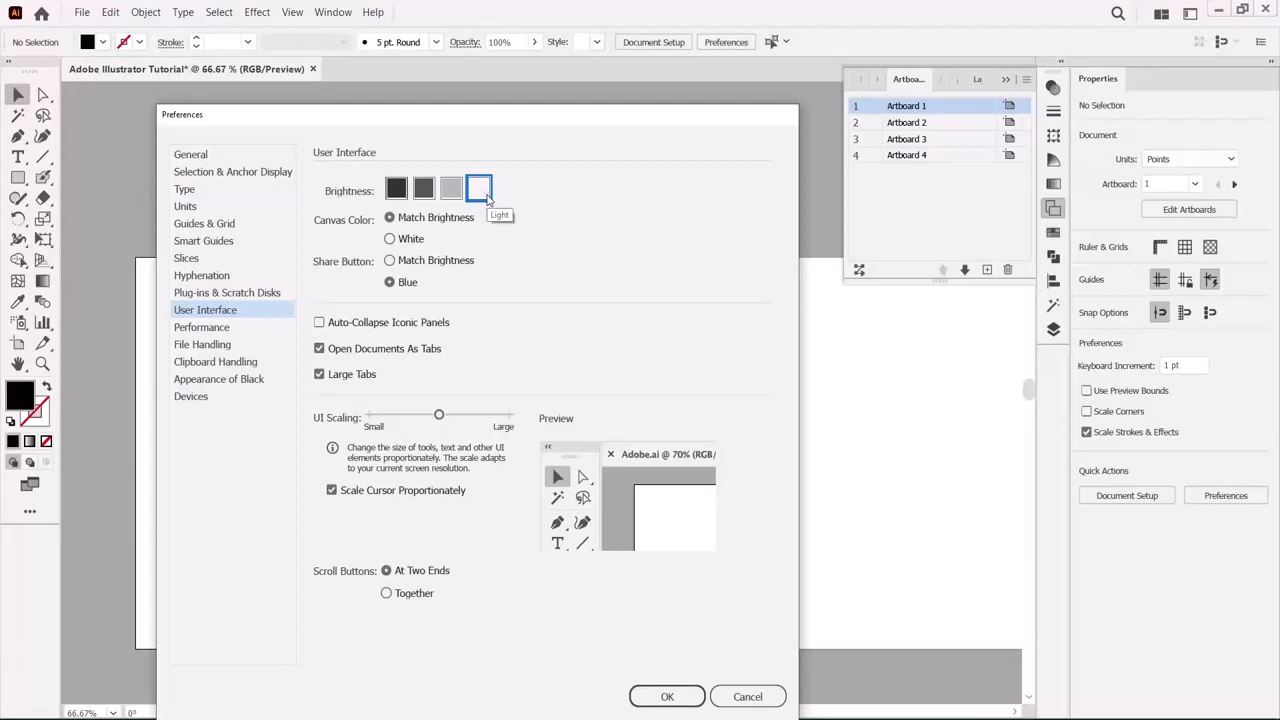 Ai
File Edit Object Type Select Effect View Window Help
No Selection
Stroke:
5 pt. Round
Opacity: 100%
Style:
Document Setup
Preferences
Adobe Illustrator Tutorial* @ 66.67 % (RGB/Preview)
Preferences
General
Selection & Anchor Display
Type
Units
Guides & Grid
Smart Guides
Slices
Hyphenation
Plug-ins & Scratch Disks
User Interface
Performance
File Handling
Clipboard Handling
Appearance of Black
Devices
User Interface
Brightness:
Light
Canvas Color: Match Brightness
White
Share Button: Match Brightness
Blue
Auto-Collapse Iconic Panels
Open Documents As Tabs
Large Tabs
UI Scaling:
Small Large
Change the size of tools, text and other UI
elements proportionately. The scale adapts
to your current screen resolution.
Scale Cursor Proportionately
Preview
Adobe.ai @ 70% (RGB/
Scroll Buttons: At Two Ends
Together
OK
Cancel
Artboa...
La
1 Artboard 1
2 Artboard 2
3 Artboard 3
4 Artboard 4
Properties
No Selection
Document
Units: Points
Artboard: 1
Edit Artboards
Ruler & Grids
Guides
Snap Options
Preferences
Keyboard Increment: 1 pt
Use Preview Bounds
Scale Corners
Scale Strokes & Effects
Quick Actions
Document Setup
Preferences
66.67% 0°